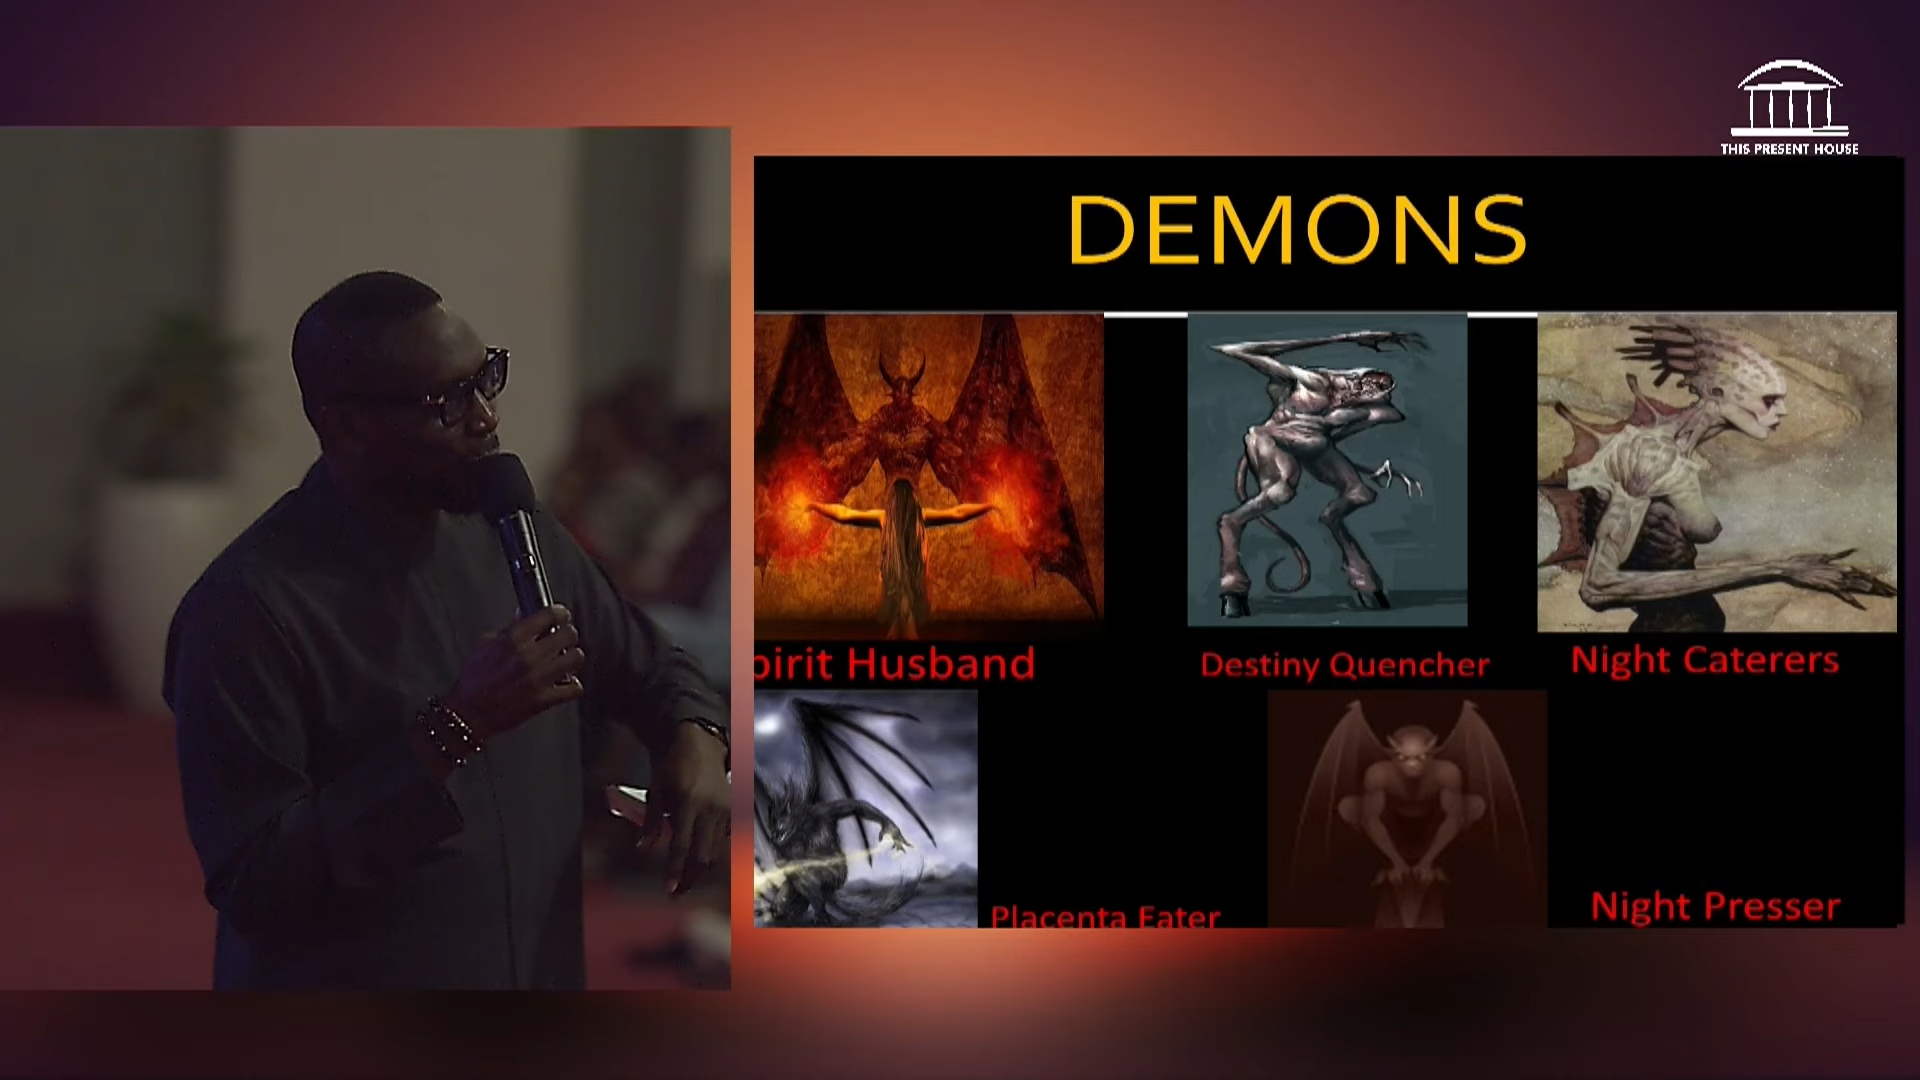 THIS PRESENT HOUSE
DEMONS
pirit Husband
Destiny Quencher
Night Caterers
Placenta Eater
Night Presser